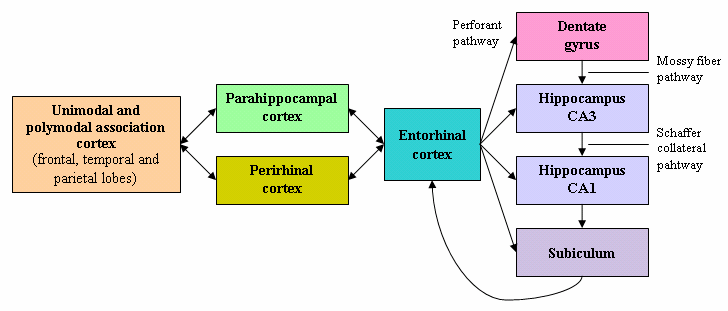 Unimodal and
polymodal association
cortex
(frontal, temporal and
parietal lobes)
Parahippocampal
cortex
Perirhinal
cortex
Entorhinal
cortex
Perforant
pathway
Dentate
gyrus
Mossy fiber
pathway
Hippocampus
CA3
Schaffer
collateral
pahtway
Hippocampus
CA1
Subiculum